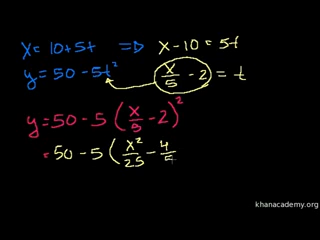 x = 10 + 5t ⇒ x - 10 = 5t
y = 50 - 5t² x/5 - 2 = t
y = 50 - 5(x/5 - 2)²
= 50 - 5(x²/25 - 4/5
khanacademy.org